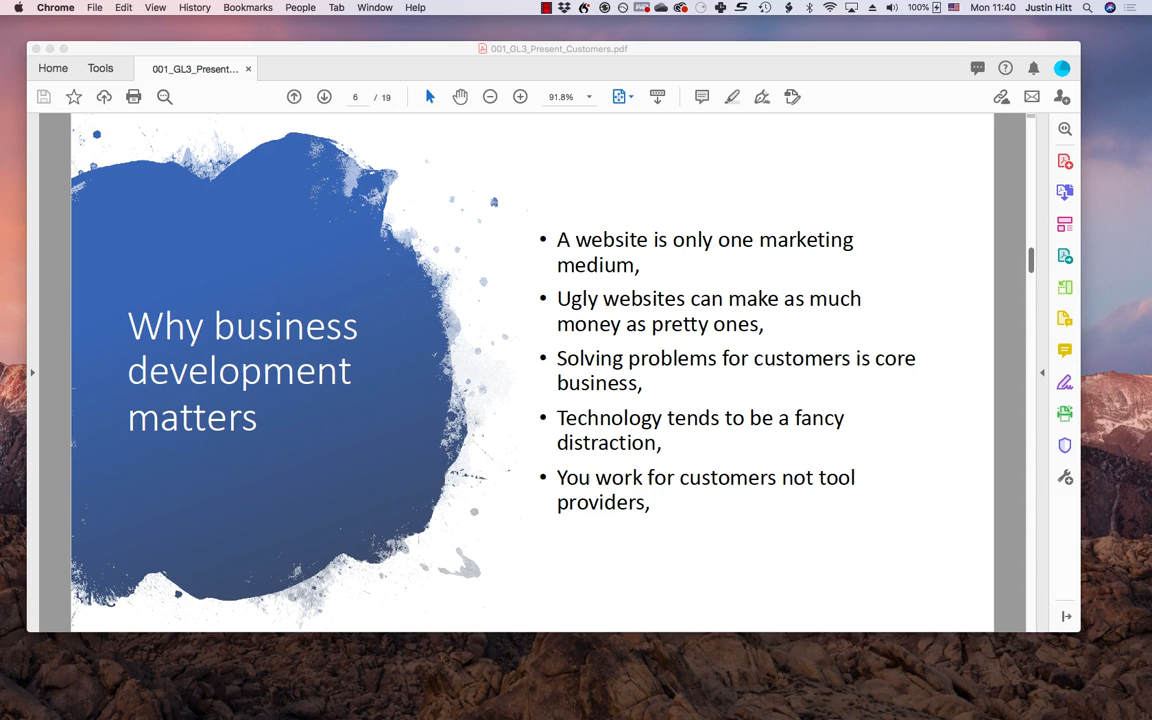 Chrome File Edit View History Bookmarks People Tab Window Help 100% Mon 11:40 Justin Hitt
001_GL3_Present_Customers.pdf
Home Tools 001_GL3_Present... ×
6 / 19 91.8%
Why business
development
matters
• A website is only one marketing
medium,
• Ugly websites can make as much
money as pretty ones,
• Solving problems for customers is core
business,
• Technology tends to be a fancy
distraction,
• You work for customers not tool
providers,